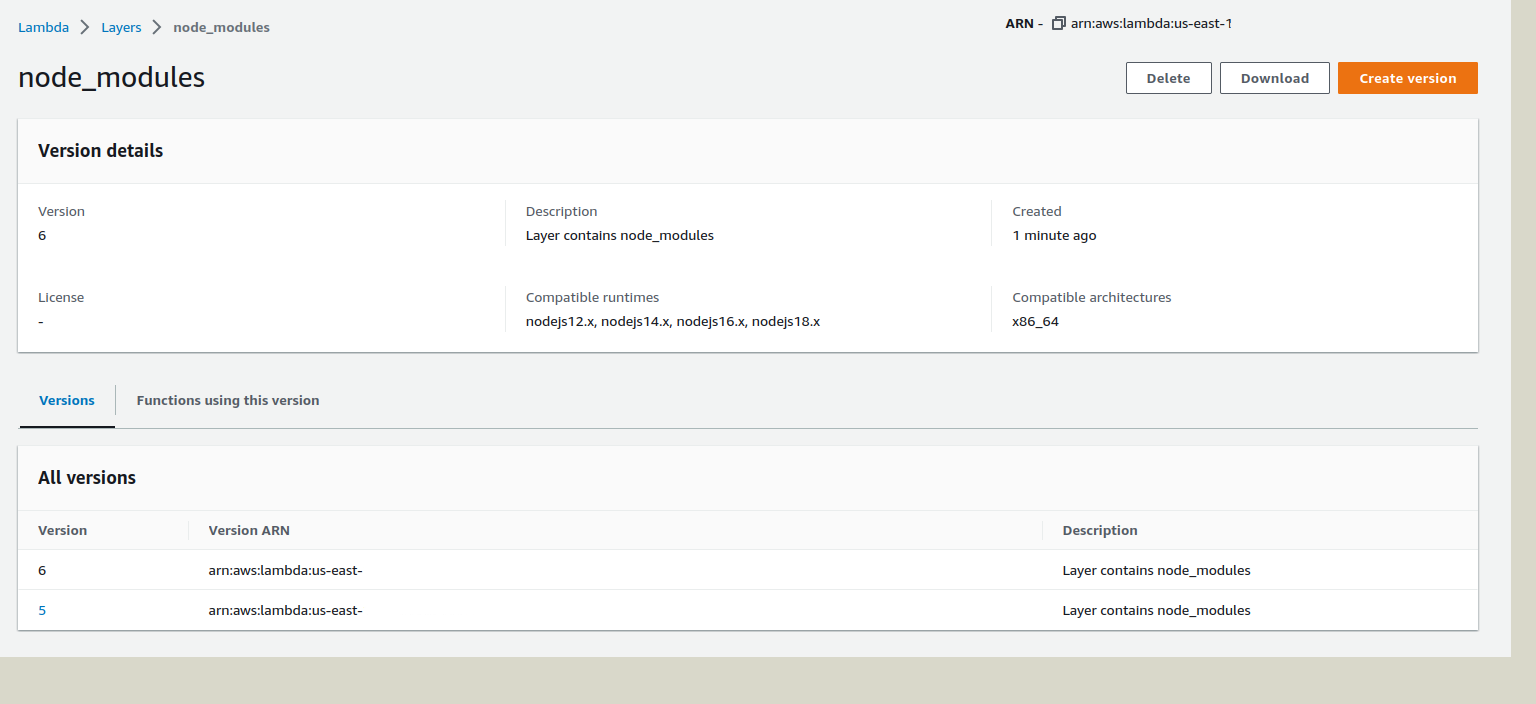 Lambda > Layers > node_modules
ARN - arn:aws:lambda:us-east-1
node_modules
Delete Download Create version
Version details
Version Description Created
6 Layer contains node_modules 1 minute ago
License Compatible runtimes Compatible architectures
- nodejs12.x, nodejs14.x, nodejs16.x, nodejs18.x x86_64
Versions Functions using this version
All versions
Version Version ARN Description
6 arn:aws:lambda:us-east- Layer contains node_modules
5 arn:aws:lambda:us-east- Layer contains node_modules